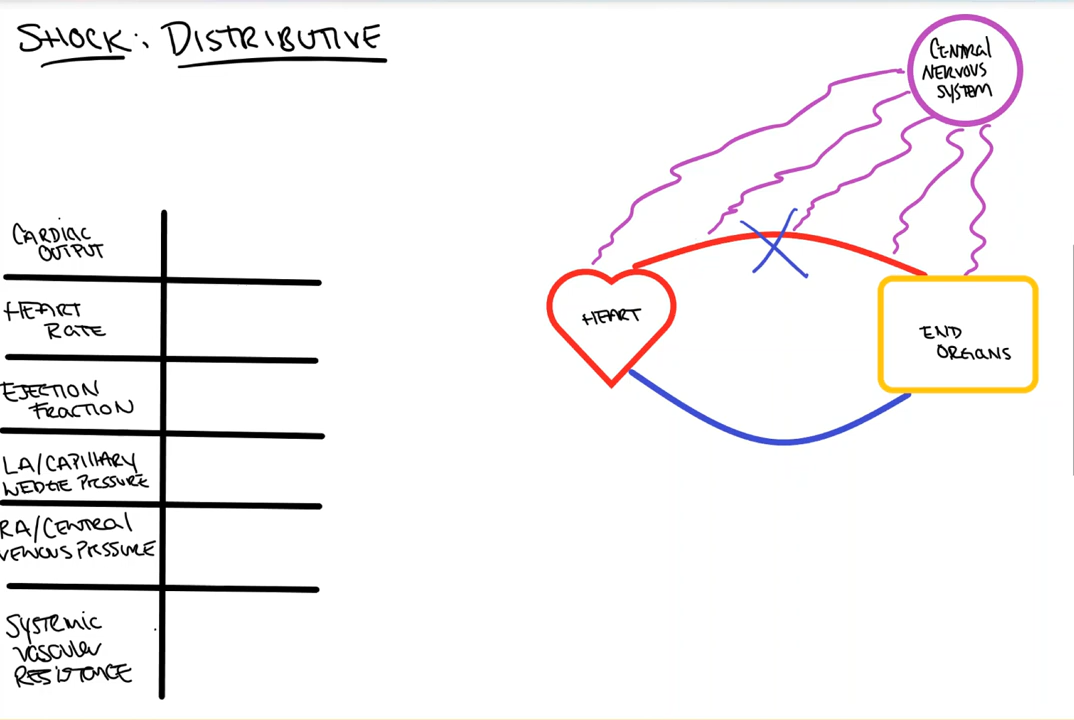 SHOCK: DISTRIBUTIVE
CENTRAL
NERVOUS
SYSTEM
CARDIAC
OUTPUT
HEART
RATE
EJECTION
FRACTION
LA/CAPILLARY
WEDGE PRESSURE
RA/CENTRAL
VENOUS PRESSURE
SYSTEMIC
VASCULAR
RESISTANCE
HEART
END
ORGANS